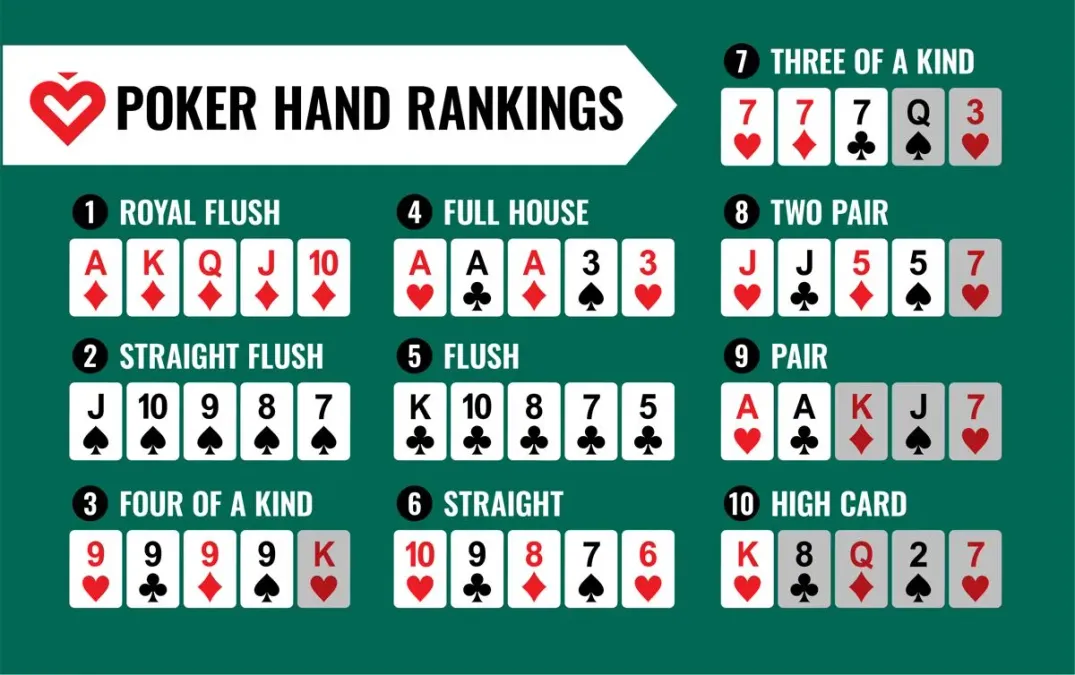 POKER HAND RANKINGS
1 ROYAL FLUSH
A K Q J 10
2 STRAIGHT FLUSH
J 10 9 8 7
3 FOUR OF A KIND
9 9 9 9 K
4 FULL HOUSE
A A A 3 3
5 FLUSH
K 10 8 7 5
6 STRAIGHT
10 9 8 7 6
7 THREE OF A KIND
7 7 7 Q 3
8 TWO PAIR
J J 5 5 7
9 PAIR
A A K J 7
10 HIGH CARD
K 8 Q 2 7